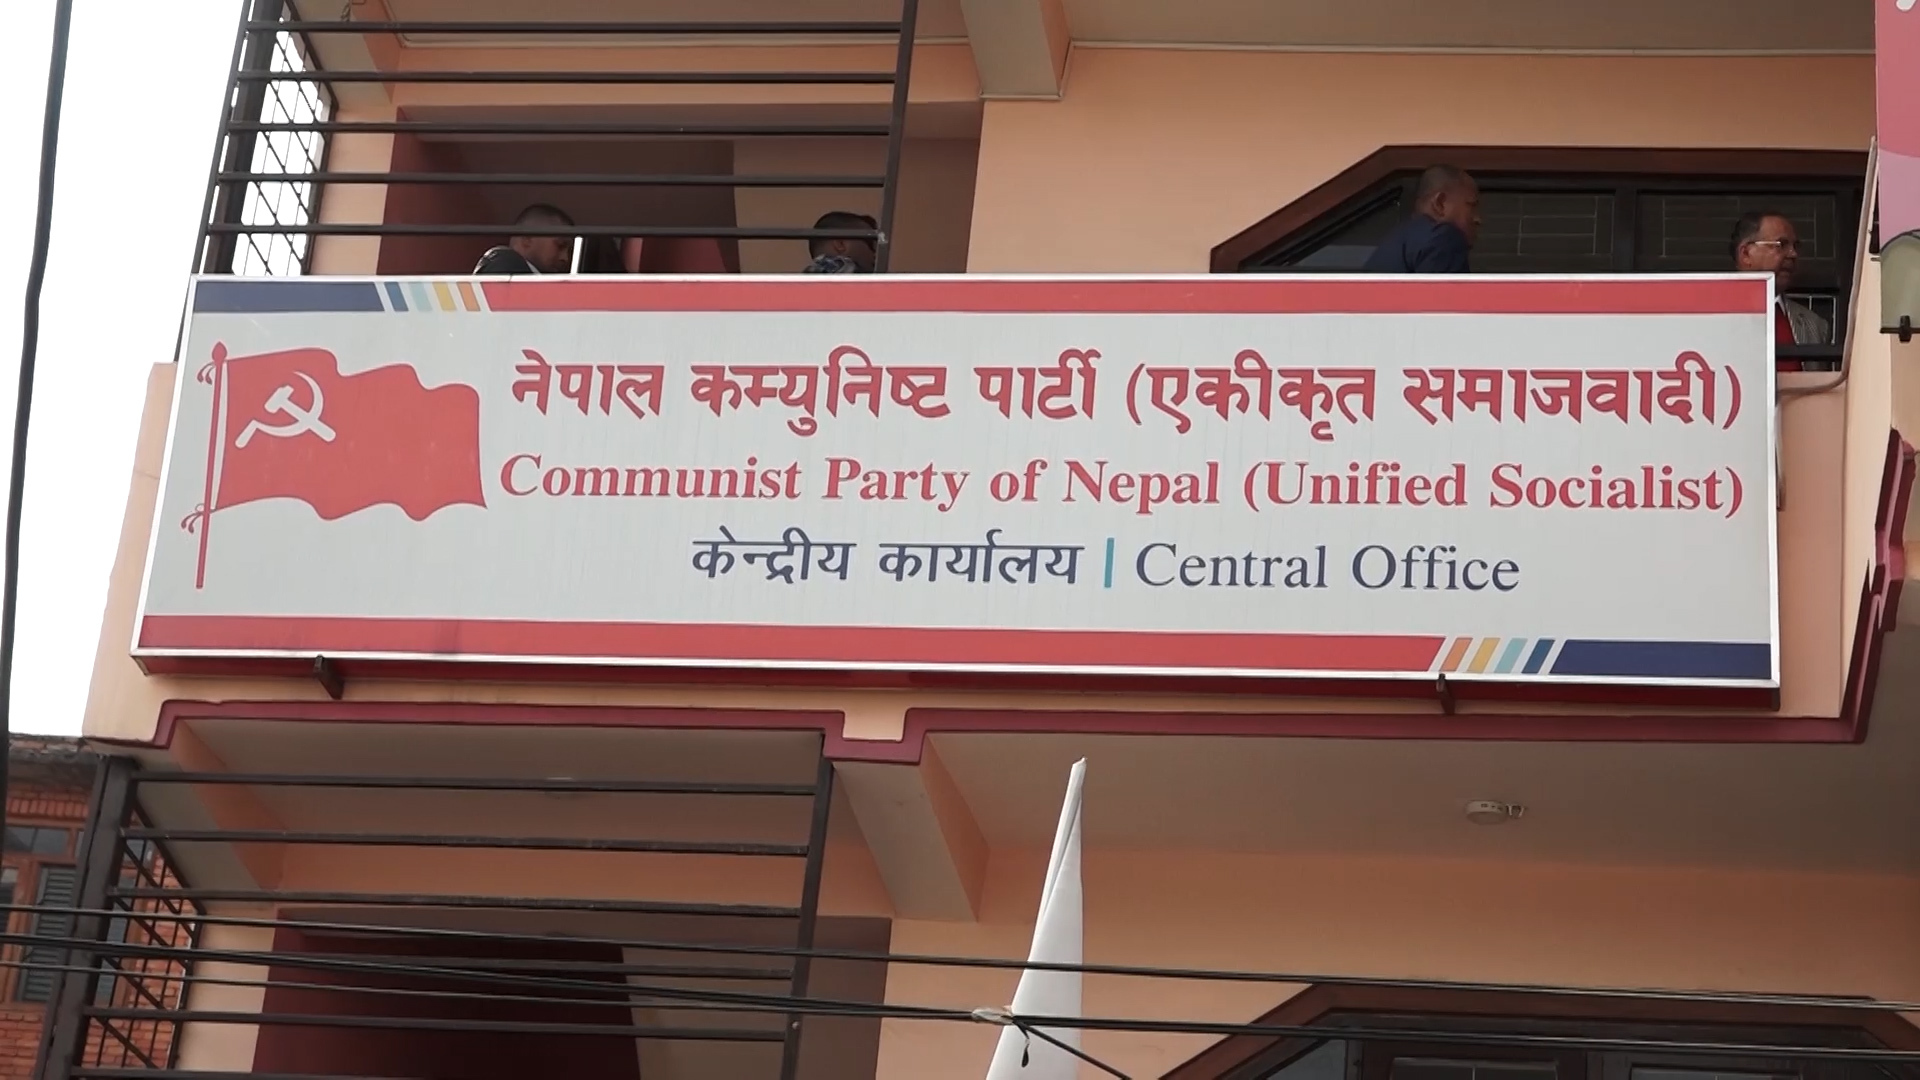 नेपाल कम्युनिष्ट पार्टी (एकीकृत समाजवादी)
Communist Party of Nepal (Unified Socialist)
केन्द्रीय कार्यालय | Central Office